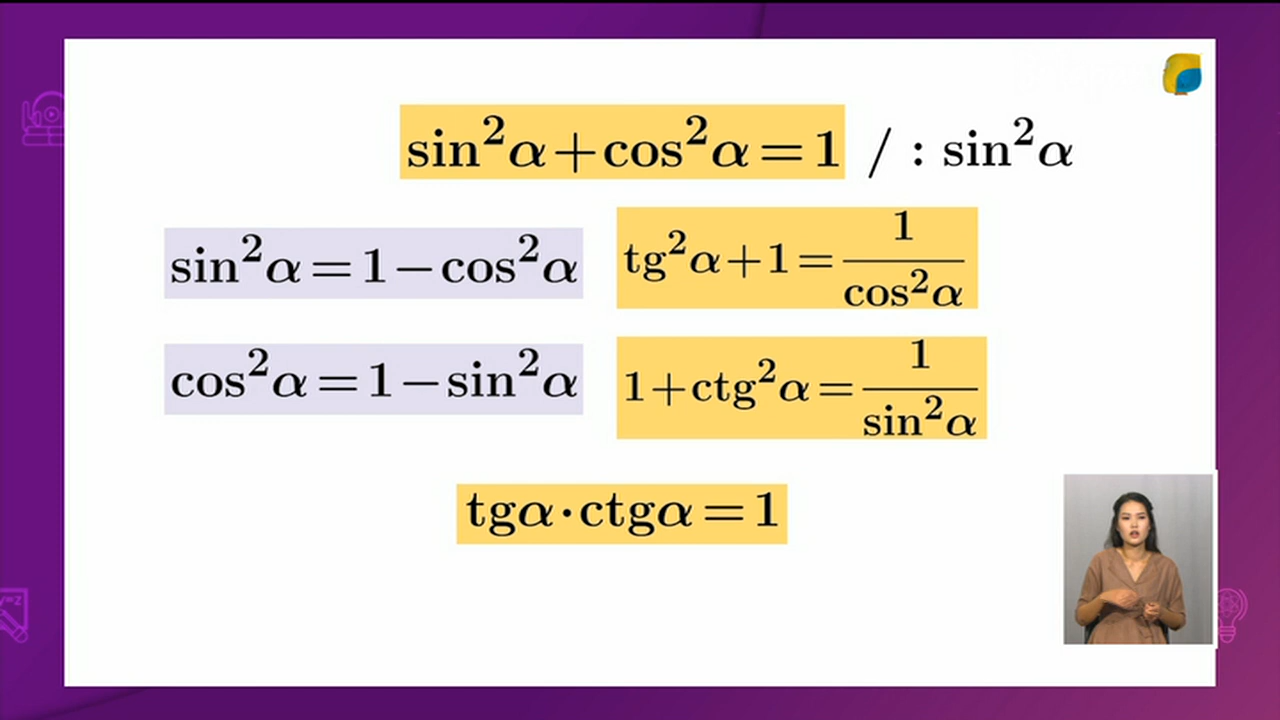 sin²α+cos²α=1 / : sin²α
sin²α=1−cos²α
tg²α+1=1/cos²α
cos²α=1−sin²α
1+ctg²α=1/sin²α
tgα·ctgα=1